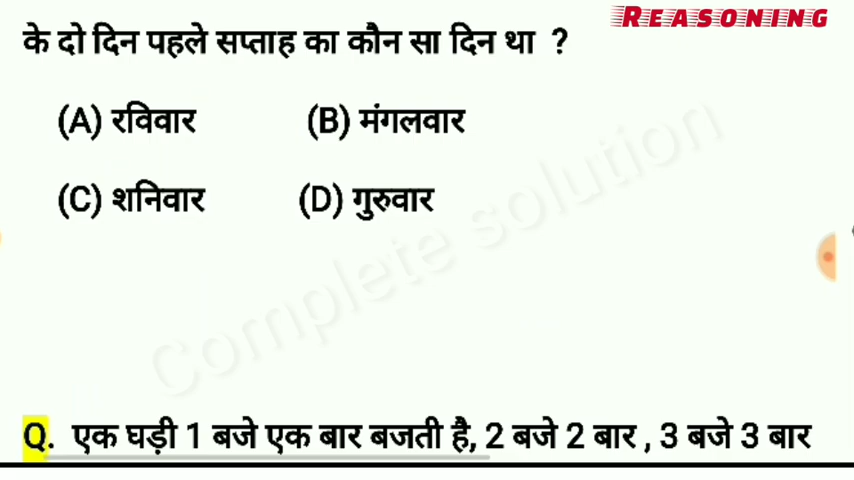 REASONING
के दो दिन पहले सप्ताह का कौन सा दिन था ?
(A) रविवार (B) मंगलवार
(C) शनिवार (D) गुरुवार
Complete solution
Q. एक घड़ी 1 बजे एक बार बजती है, 2 बजे 2 बार , 3 बजे 3 बार